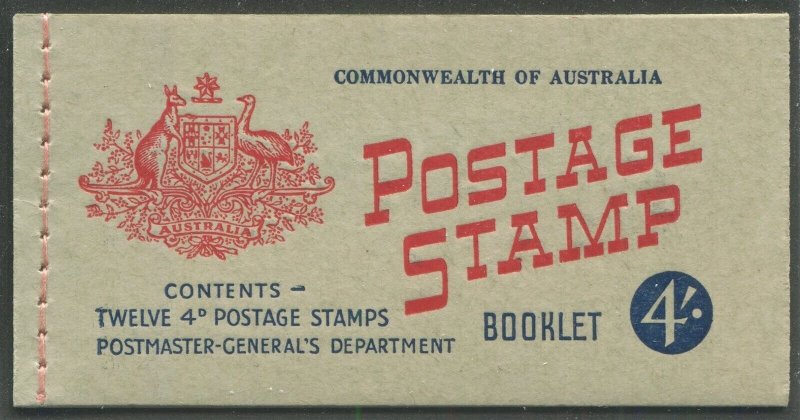 COMMONWEALTH OF AUSTRALIA
POSTAGE
STAMP
AUSTRALIA
CONTENTS -
TWELVE 4D POSTAGE STAMPS
POSTMASTER-GENERAL'S DEPARTMENT
BOOKLET
4'.